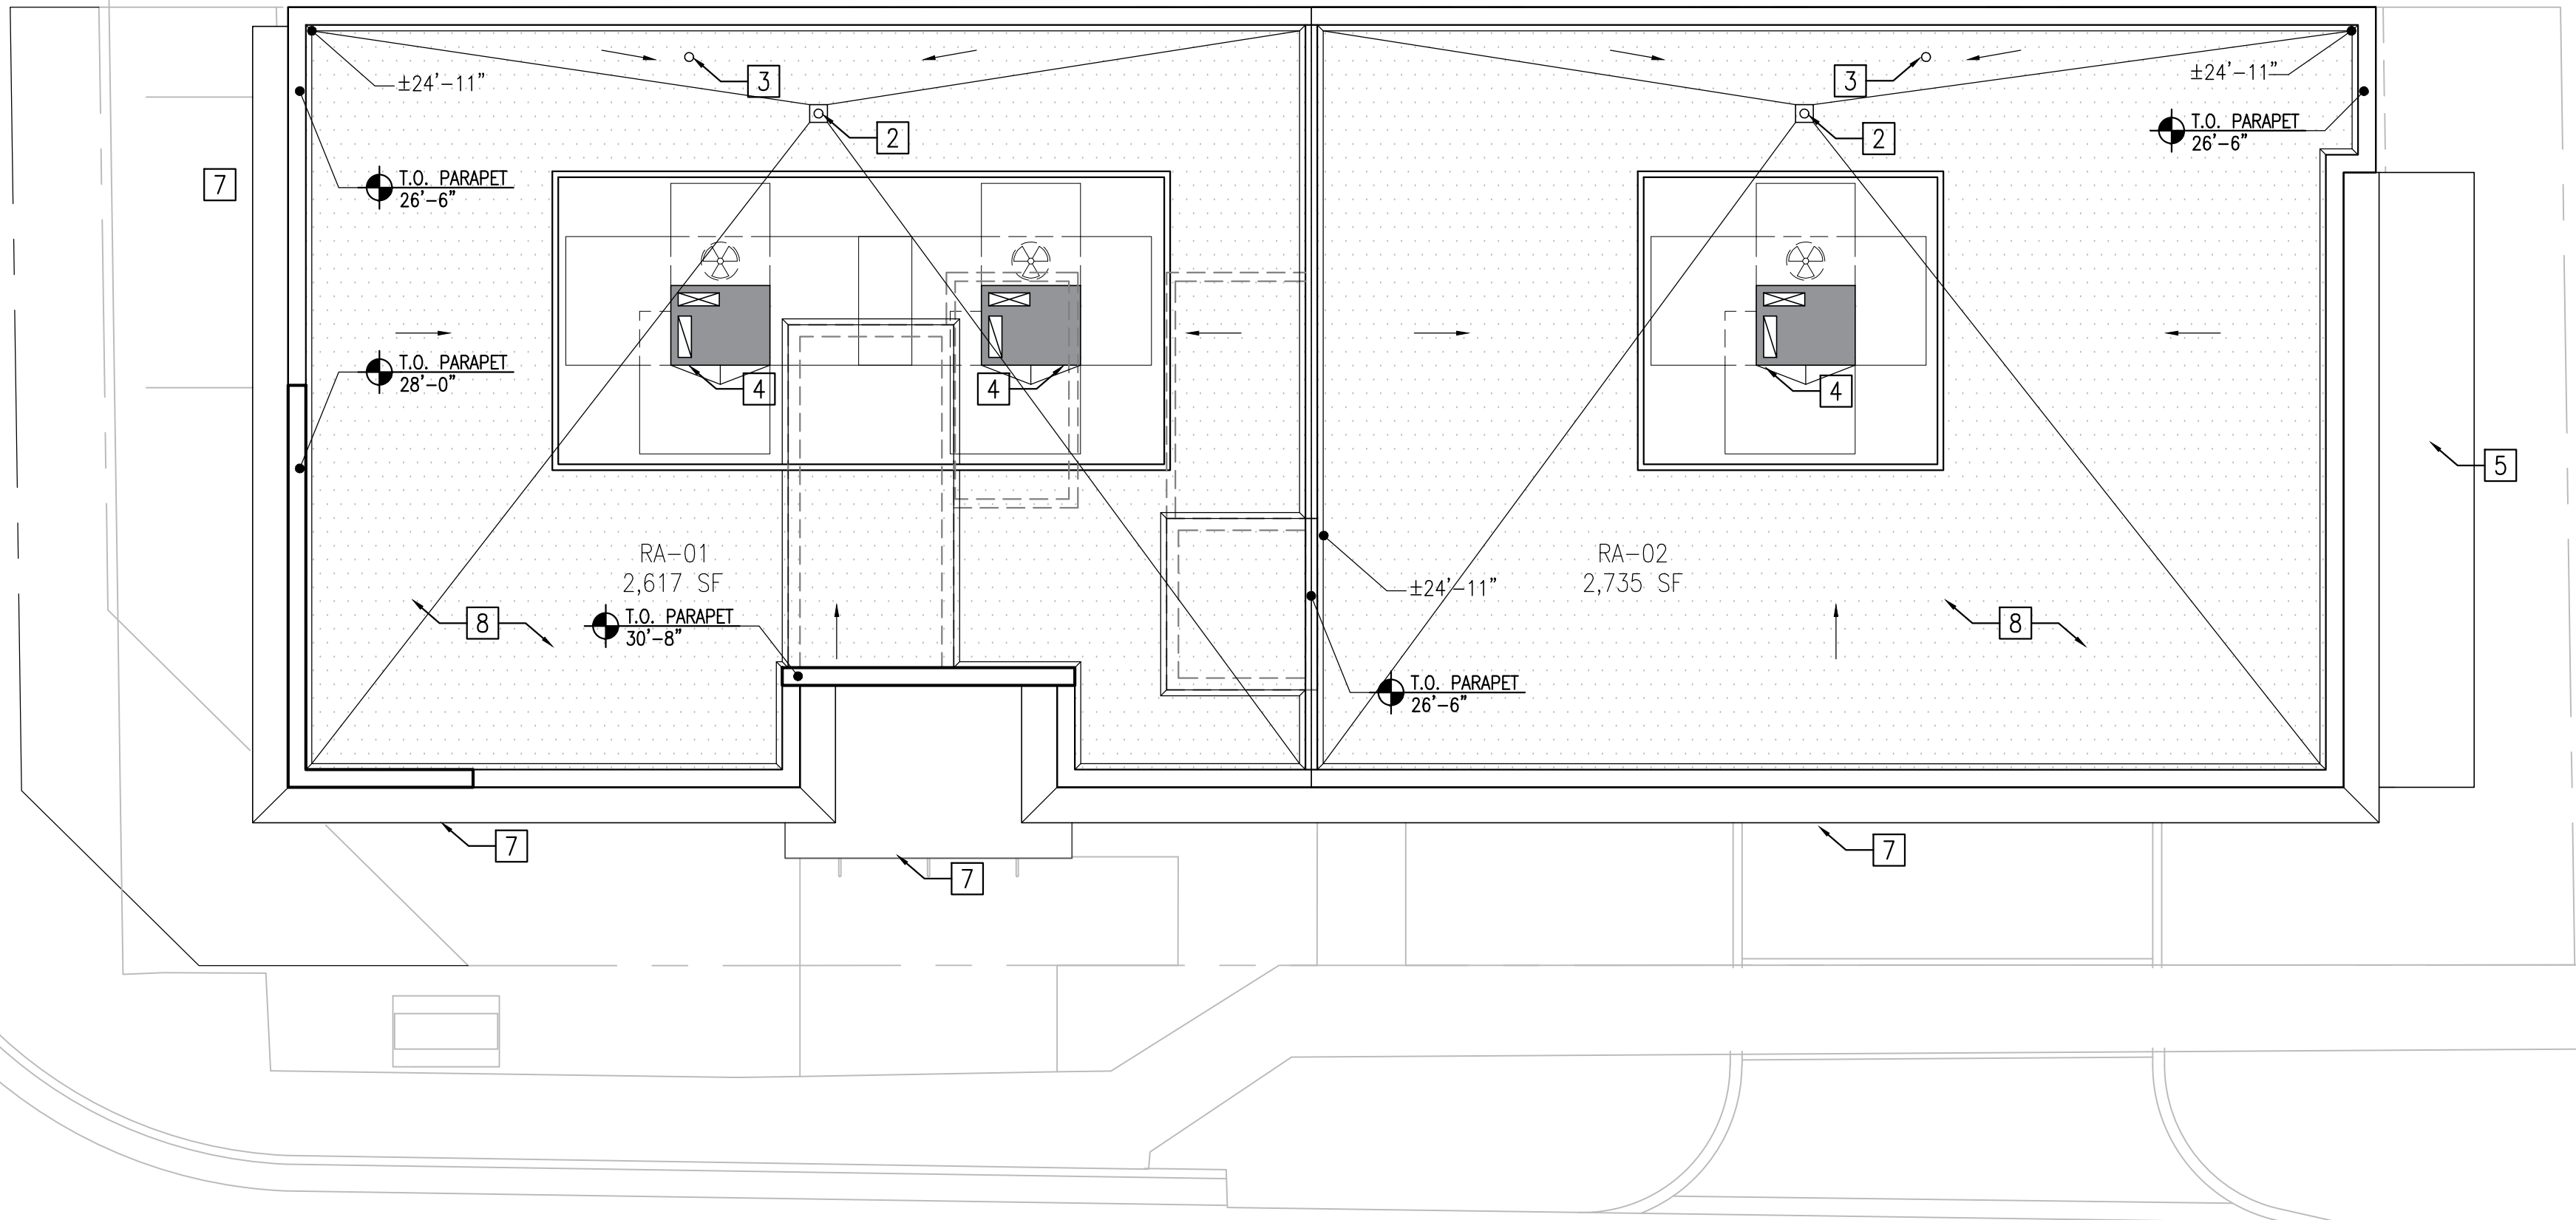 ±24'-11"
3
3
±24'-11"
2
2
T.O. PARAPET
26'-6"
T.O. PARAPET
26'-6"
7
T.O. PARAPET
28'-0"
4
4
4
5
RA-01
2,617 SF
RA-02
2,735 SF
±24'-11"
8
T.O. PARAPET
30'-8"
8
T.O. PARAPET
26'-6"
7
7
7